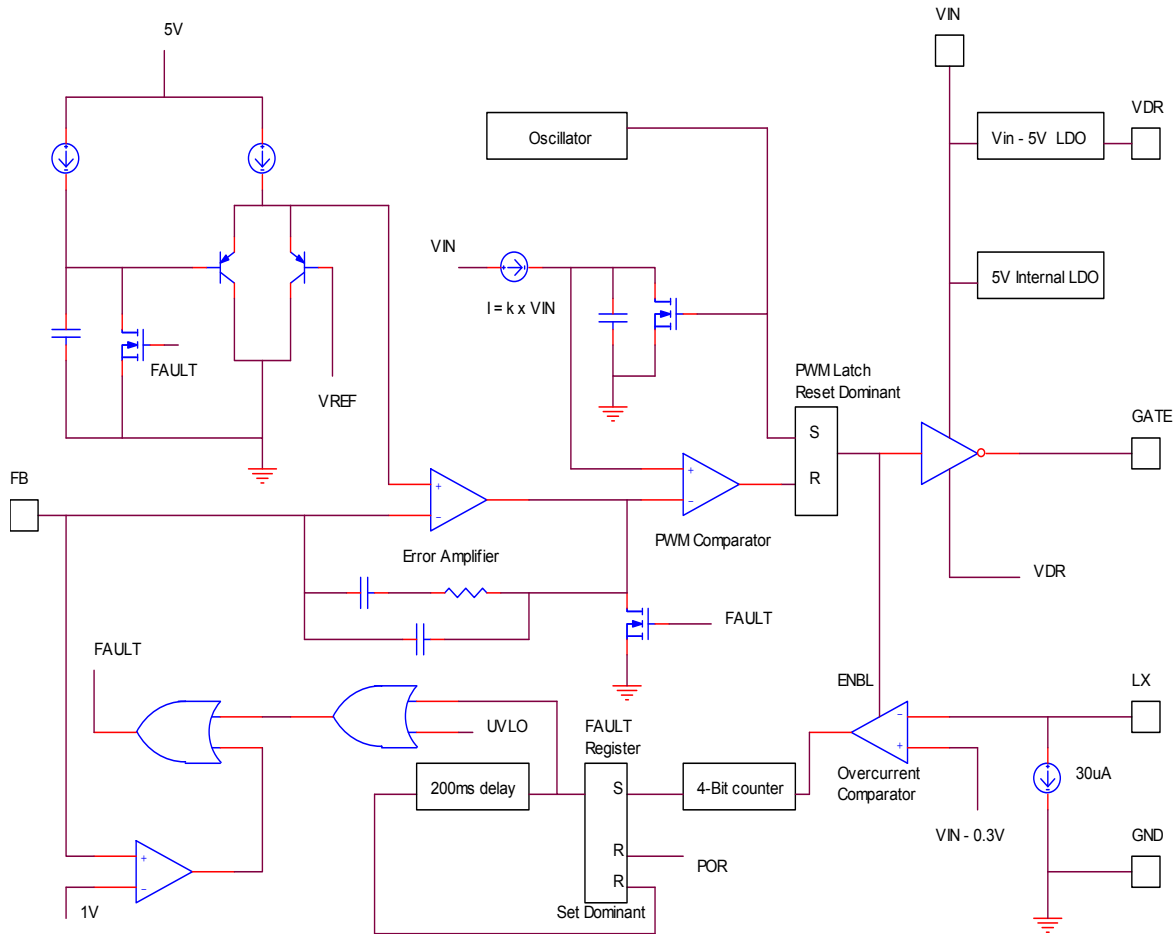 VIN
5V
VDR
Oscillator
Vin - 5V LDO
VIN
I = k x VIN
5V Internal LDO
FAULT
VREF
PWM Latch
Reset Dominant
GATE
S
R
FB
+
−
+
−
PWM Comparator
Error Amplifier
VDR
FAULT
FAULT
ENBL
LX
UVLO
FAULT
Register
−
+
200ms delay
S
4-Bit counter
Overcurrent
Comparator
30uA
VIN - 0.3V
GND
R
POR
R
+
−
1V
Set Dominant